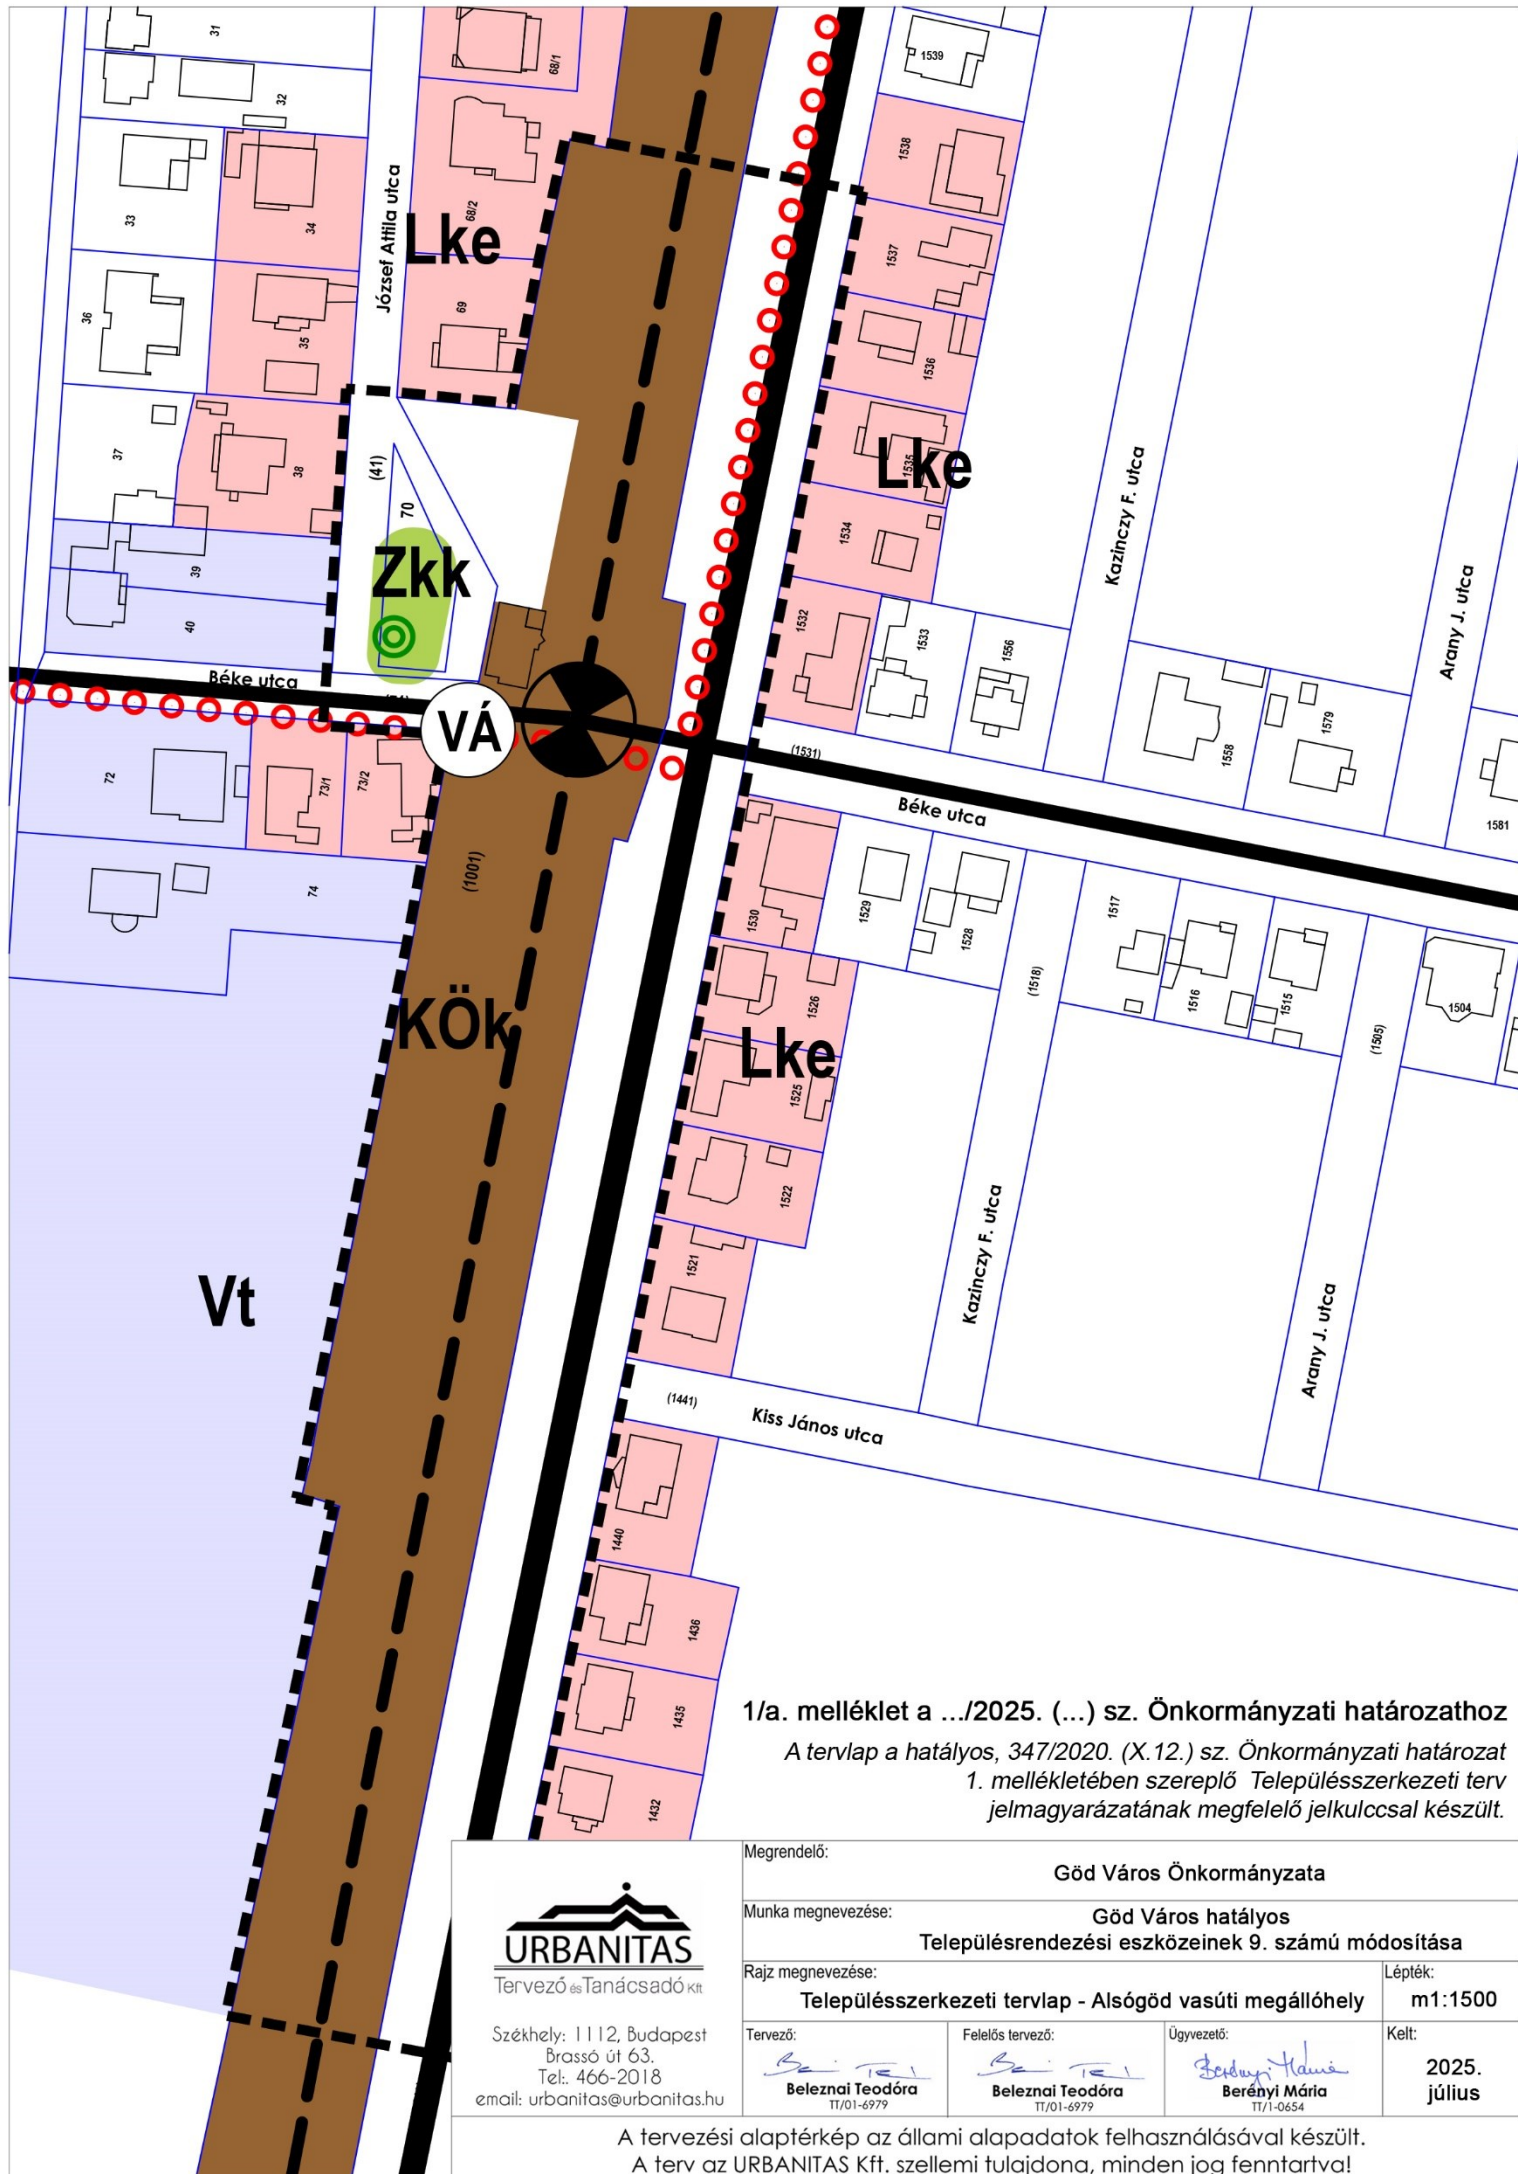 31
68/1
1539
32
1538
József Attila utca
33
34
68/2
Lke
1537
36
35
69
1536
Kazinczy F. utca
Lke
1535
37
38
(41)
70
1534
Arany J. utca
Zkk
39
40
1532
1533
1556
Béke utca
VÁ
1558
1579
(1531)
72
73/1
73/2
Béke utca
1581
74
(1001)
1530
1529
1528
1517
(1518)
1516
1515
1504
(1505)
KÖk
1526
Lke
1525
1522
Kazinczy F. utca
Vt
1521
Arany J. utca
(1441)
Kiss János utca
1440
1436
1435
1432
1/a. melléklet a .../2025. (...) sz. Önkormányzati határozathoz
A tervlap a hatályos, 347/2020. (X.12.) sz. Önkormányzati határozat
1. mellékletében szereplő Településszerkezeti terv
jelmagyarázatának megfelelő jelkulccsal készült.
URBANITAS
Tervező és Tanácsadó Kft
Székhely: 1112, Budapest
Brassó út 63.
Tel:. 466-2018
email: urbanitas@urbanitas.hu
Megrendelő:
Göd Város Önkormányzata
Munka megnevezése:
Göd Város hatályos
Településrendezési eszközeinek 9. számú módosítása
Rajz megnevezése:
Településszerkezeti tervlap - Alsógöd vasúti megállóhely
Lépték:
m1:1500
Tervező:
Beleznai Teodóra
TT/01-6979
Felelős tervező:
Beleznai Teodóra
TT/01-6979
Ügyvezető:
Berényi Mária
Berényi Mária
TT/1-0654
Kelt:
2025.
július
A tervezési alaptérkép az állami alapadatok felhasználásával készült.
A terv az URBANITAS Kft. szellemi tulajdona, minden jog fenntartva!